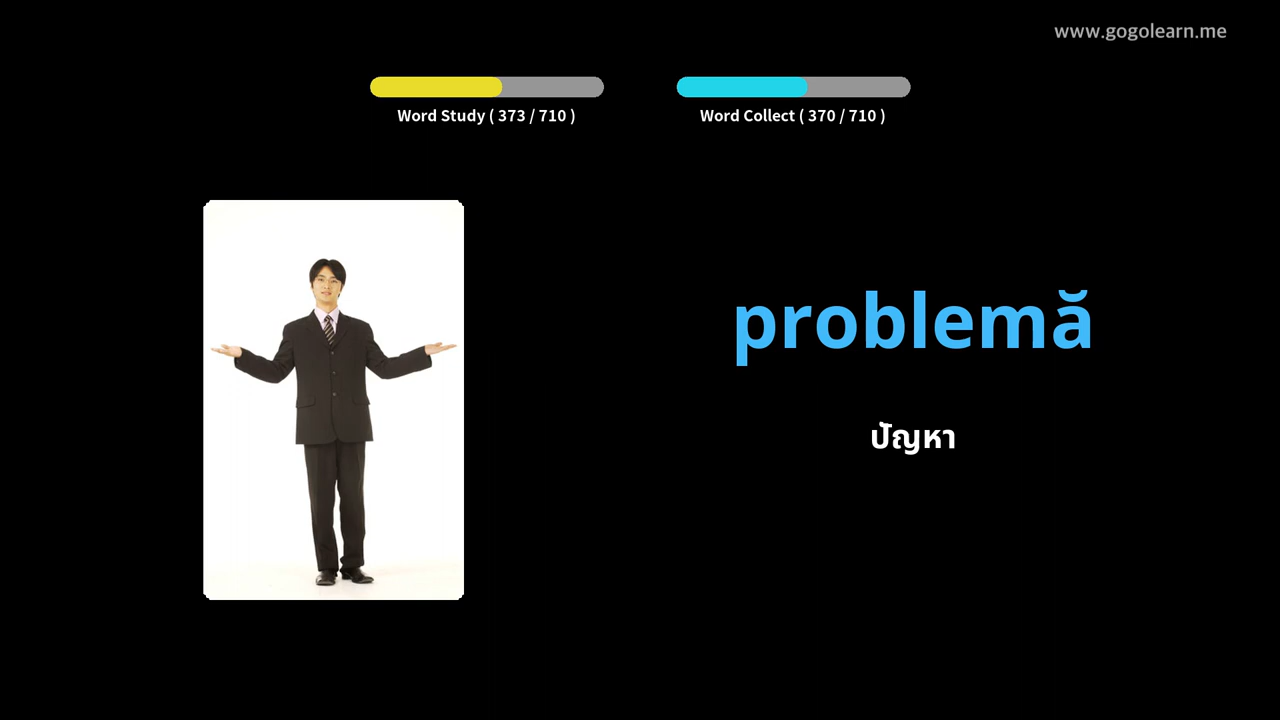 www.gogolearn.me
Word Study ( 373 / 710 )
Word Collect ( 370 / 710 )
problemă
ปัญหา